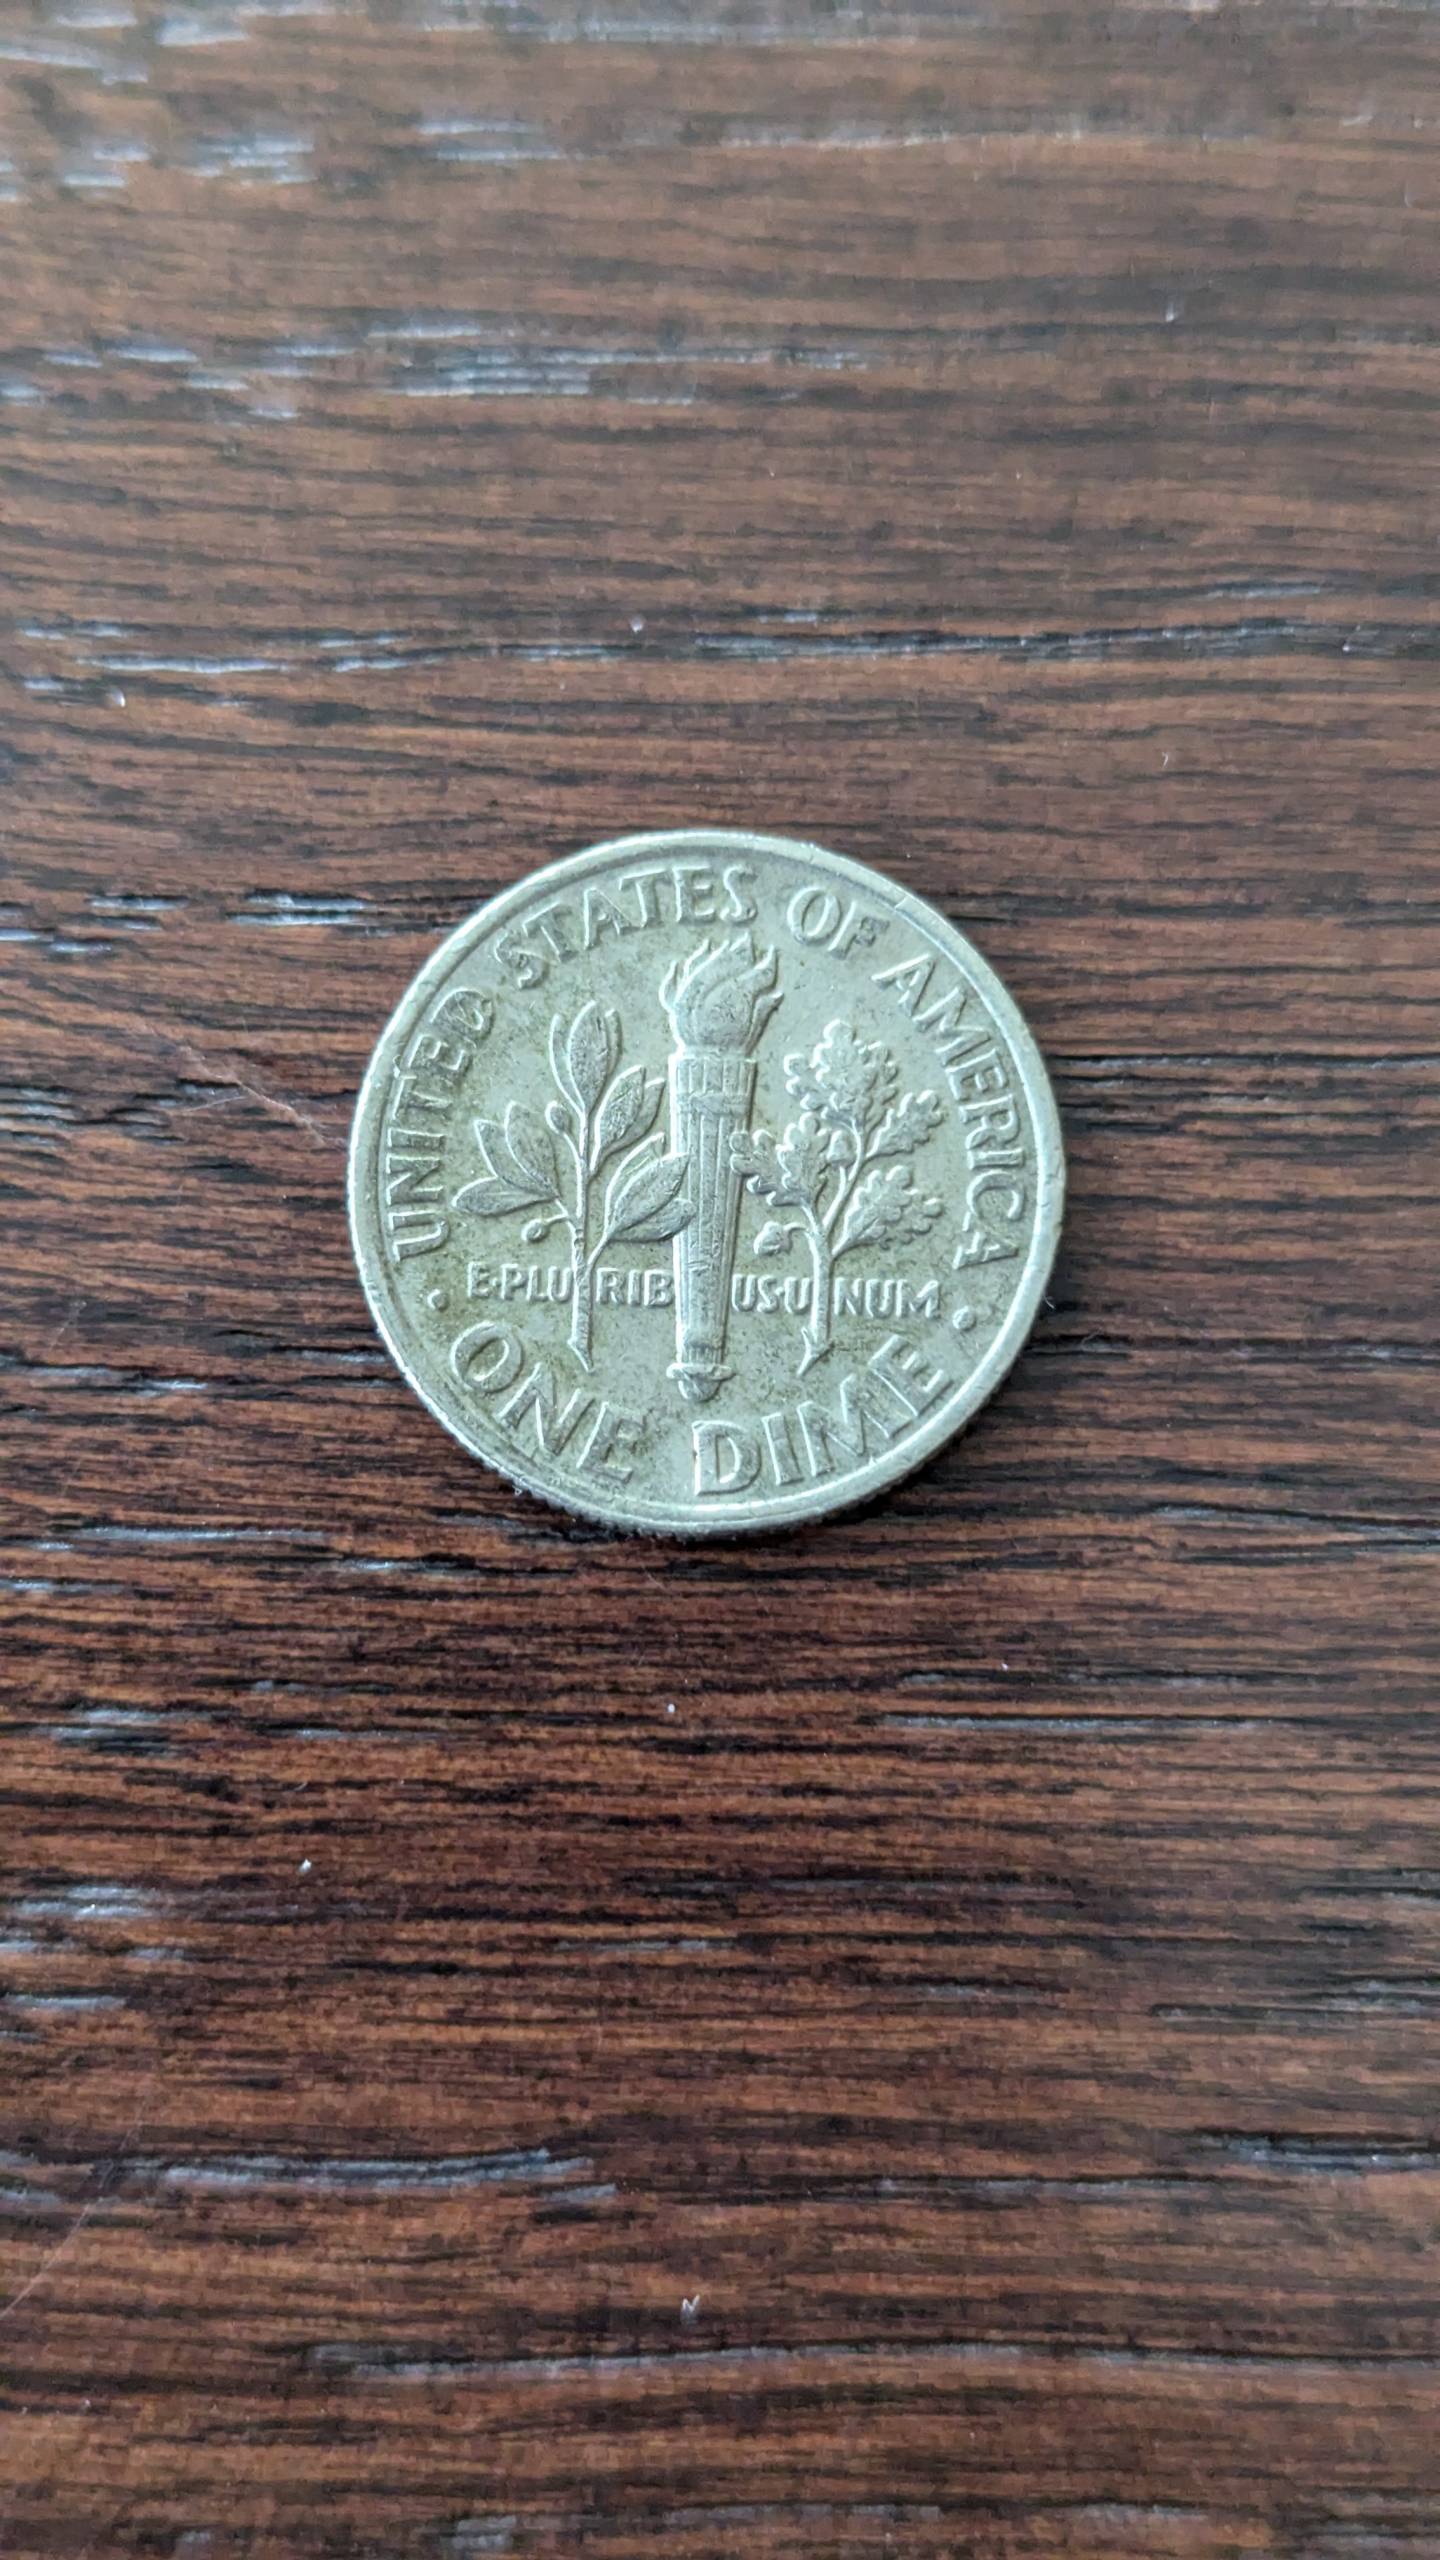 UNITED STATES OF AMERICA
E·PLURIBUS·UNUM
· ONE DIME ·